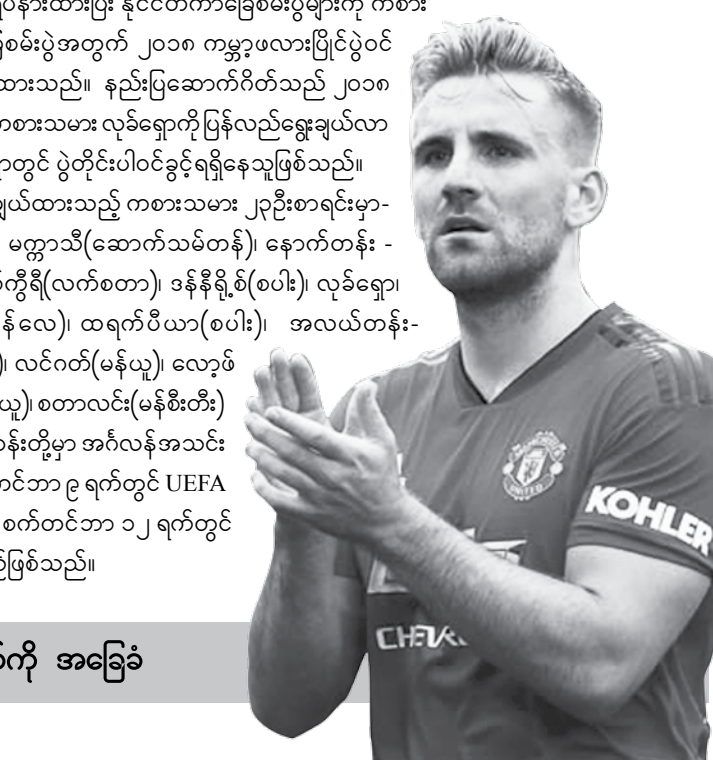 နိုင်ငံတကာခြေစမ်းပွဲများကို ကစား
စမ်းပွဲအတွက် ၂၀၁၈ ကမ္ဘာ့ဖလားပြိုင်ပွဲဝင်
ထားသည်။ နည်းပြဆောက်ဂိတ်သည် ၂၀၁၈
ကစားသမား လုခ်ရှောကို ပြန်လည်ရွေးချယ်လာ
တွင် ပွဲတိုင်းပါဝင်ခွင့်ရရှိနေသူဖြစ်သည်။
ချယ်ထားသည့် ကစားသမား ၂၃ဦးစာရင်းမှာ-
မက္ကာသီ(ဆောက်သမ်တန်)၊ နောက်တန်း -
ကွီရီ(လက်စတာ)၊ ဒန်နီရို့စ်(စပါး)၊ လုခ်ရှော၊
န်လေ)၊ ထရက်ပီယာ(စပါး)၊ အလယ်တန်း-
)၊ လင်ဂတ်(မန်ယူ)၊ လော့ဖ်
ယူ)၊ စတာလင်း(မန်စီးတီး)
တန်းတို့မှာ အင်္ဂလန်အသင်း
တင်ဘာ ၉ ရက်တွင် UEFA
စက်တင်ဘာ ၁၂ ရက်တွင်
ဖြစ်သည်။
ကို အခြေခံ
KOHLER
MANCHESTER
UNITED